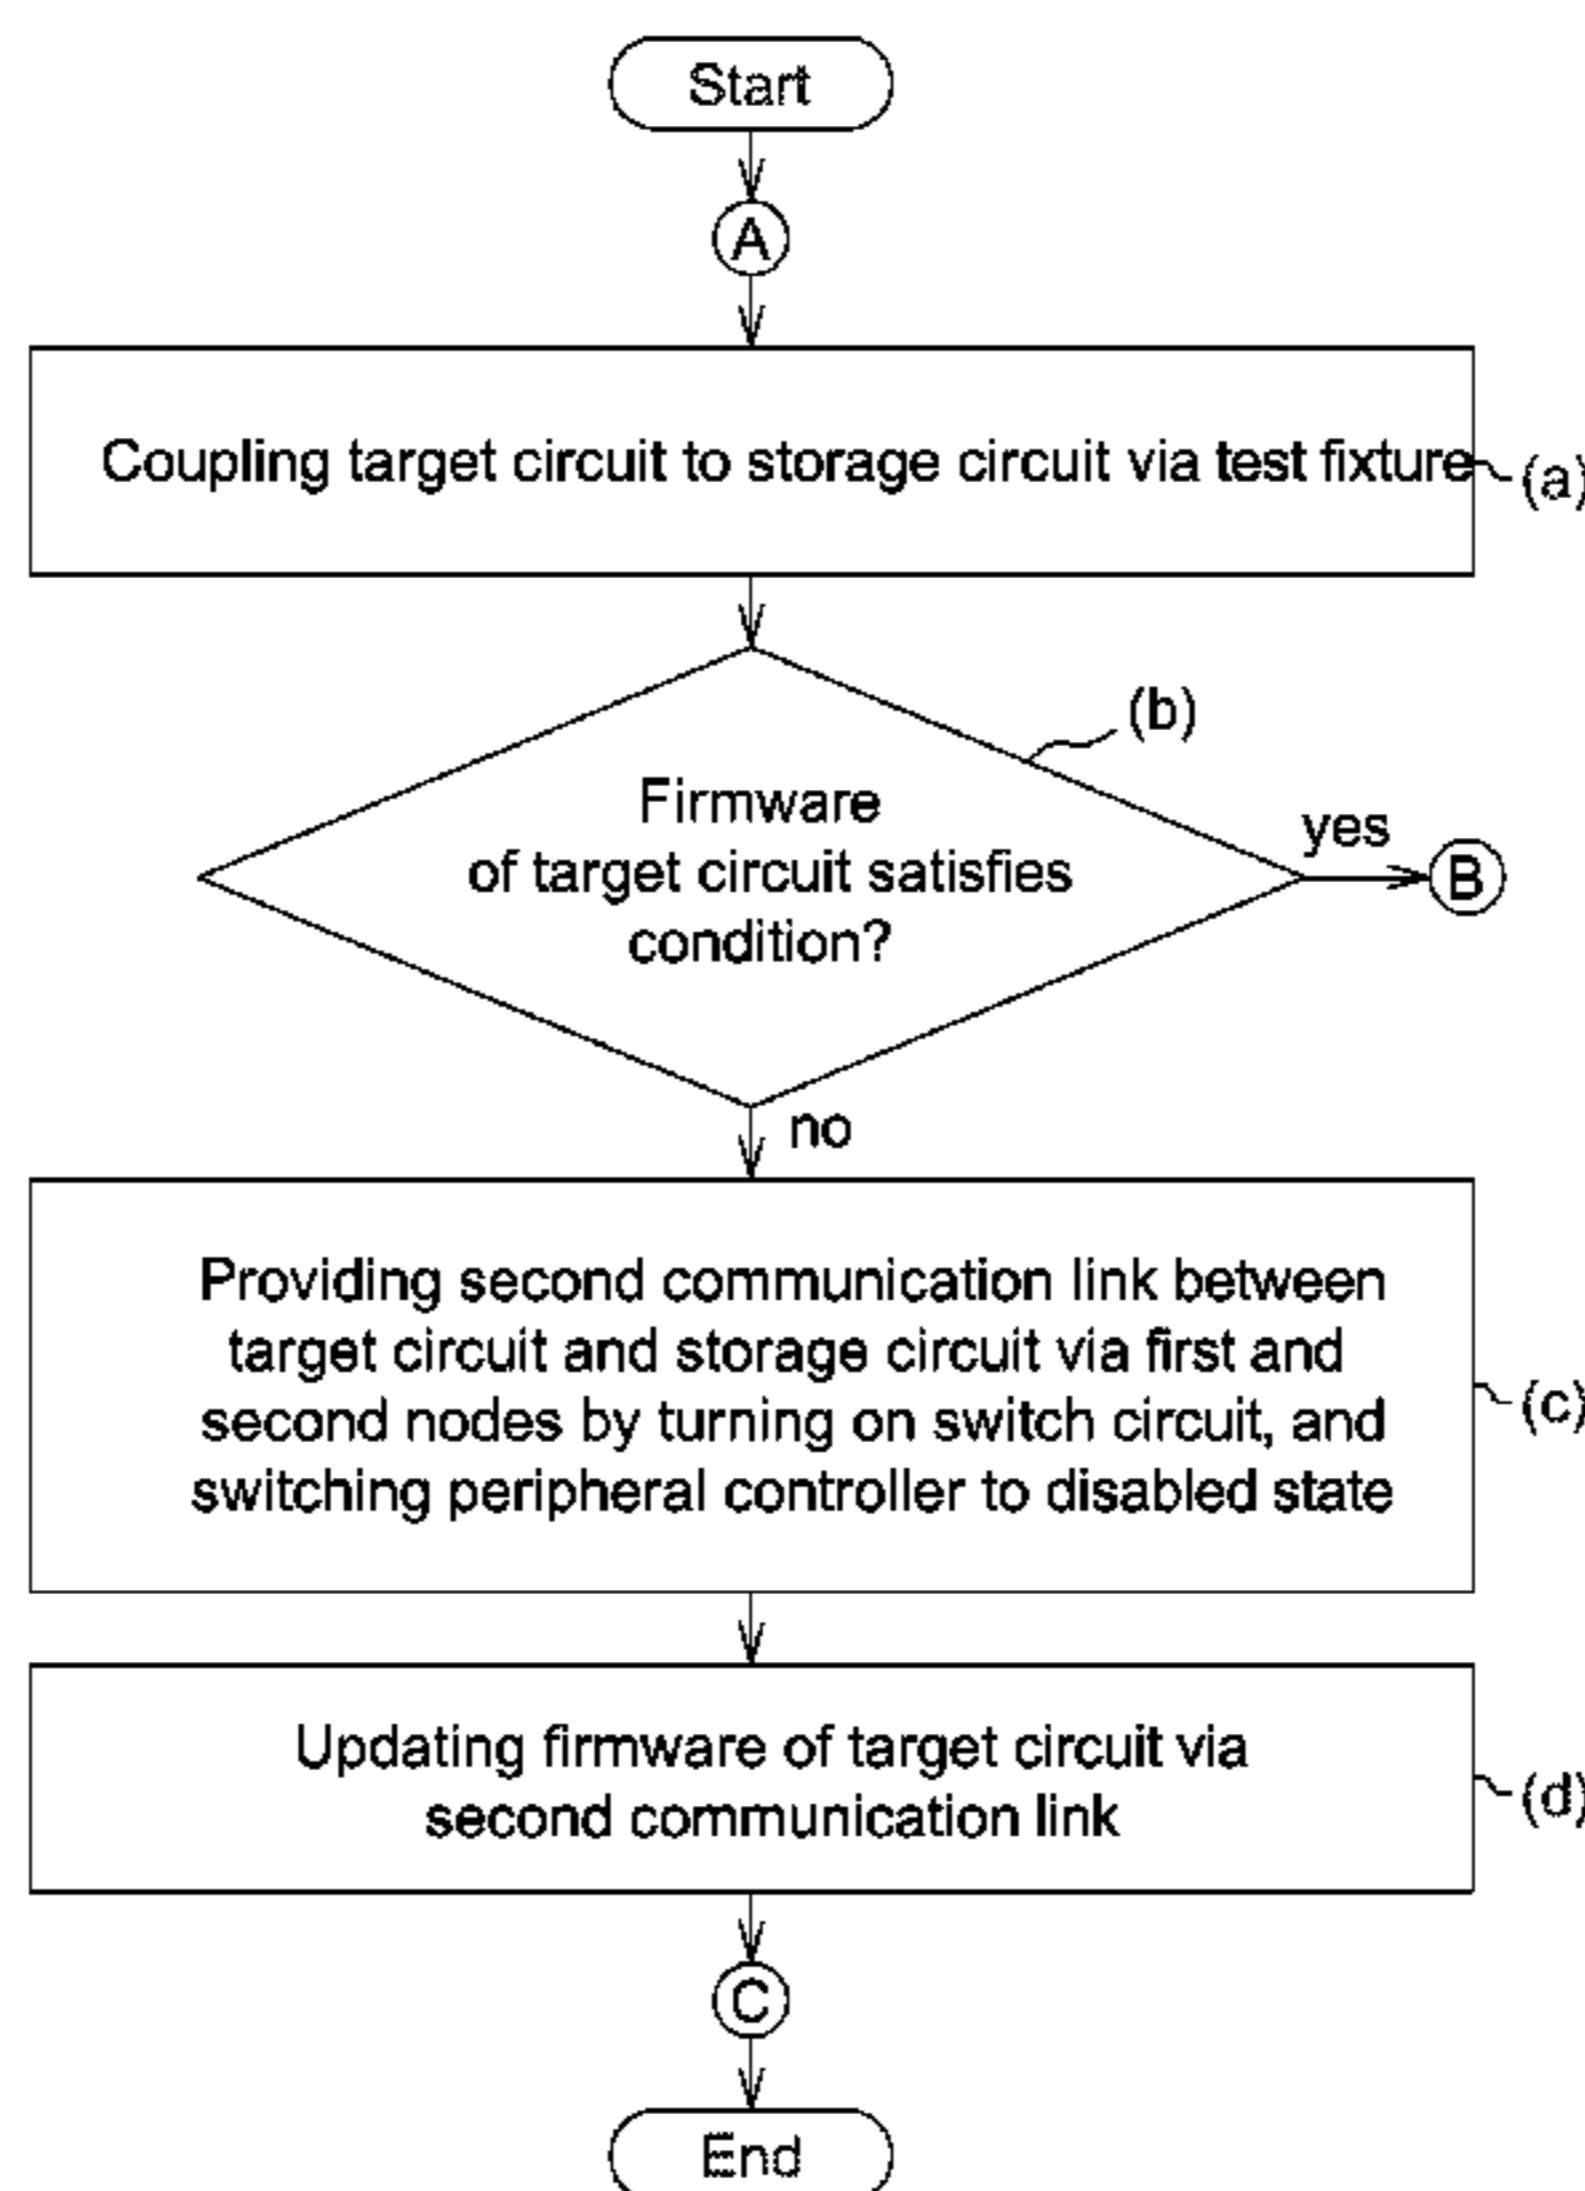 Start
A
Coupling target circuit to storage circuit via test fixture
(a)
(b)
Firmware
of target circuit satisfies
condition?
yes
B
no
Providing second communication link between
target circuit and storage circuit via first and
second nodes by turning on switch circuit, and
switching peripheral controller to disabled state
(c)
Updating firmware of target circuit via
second communication link
(d)
C
End